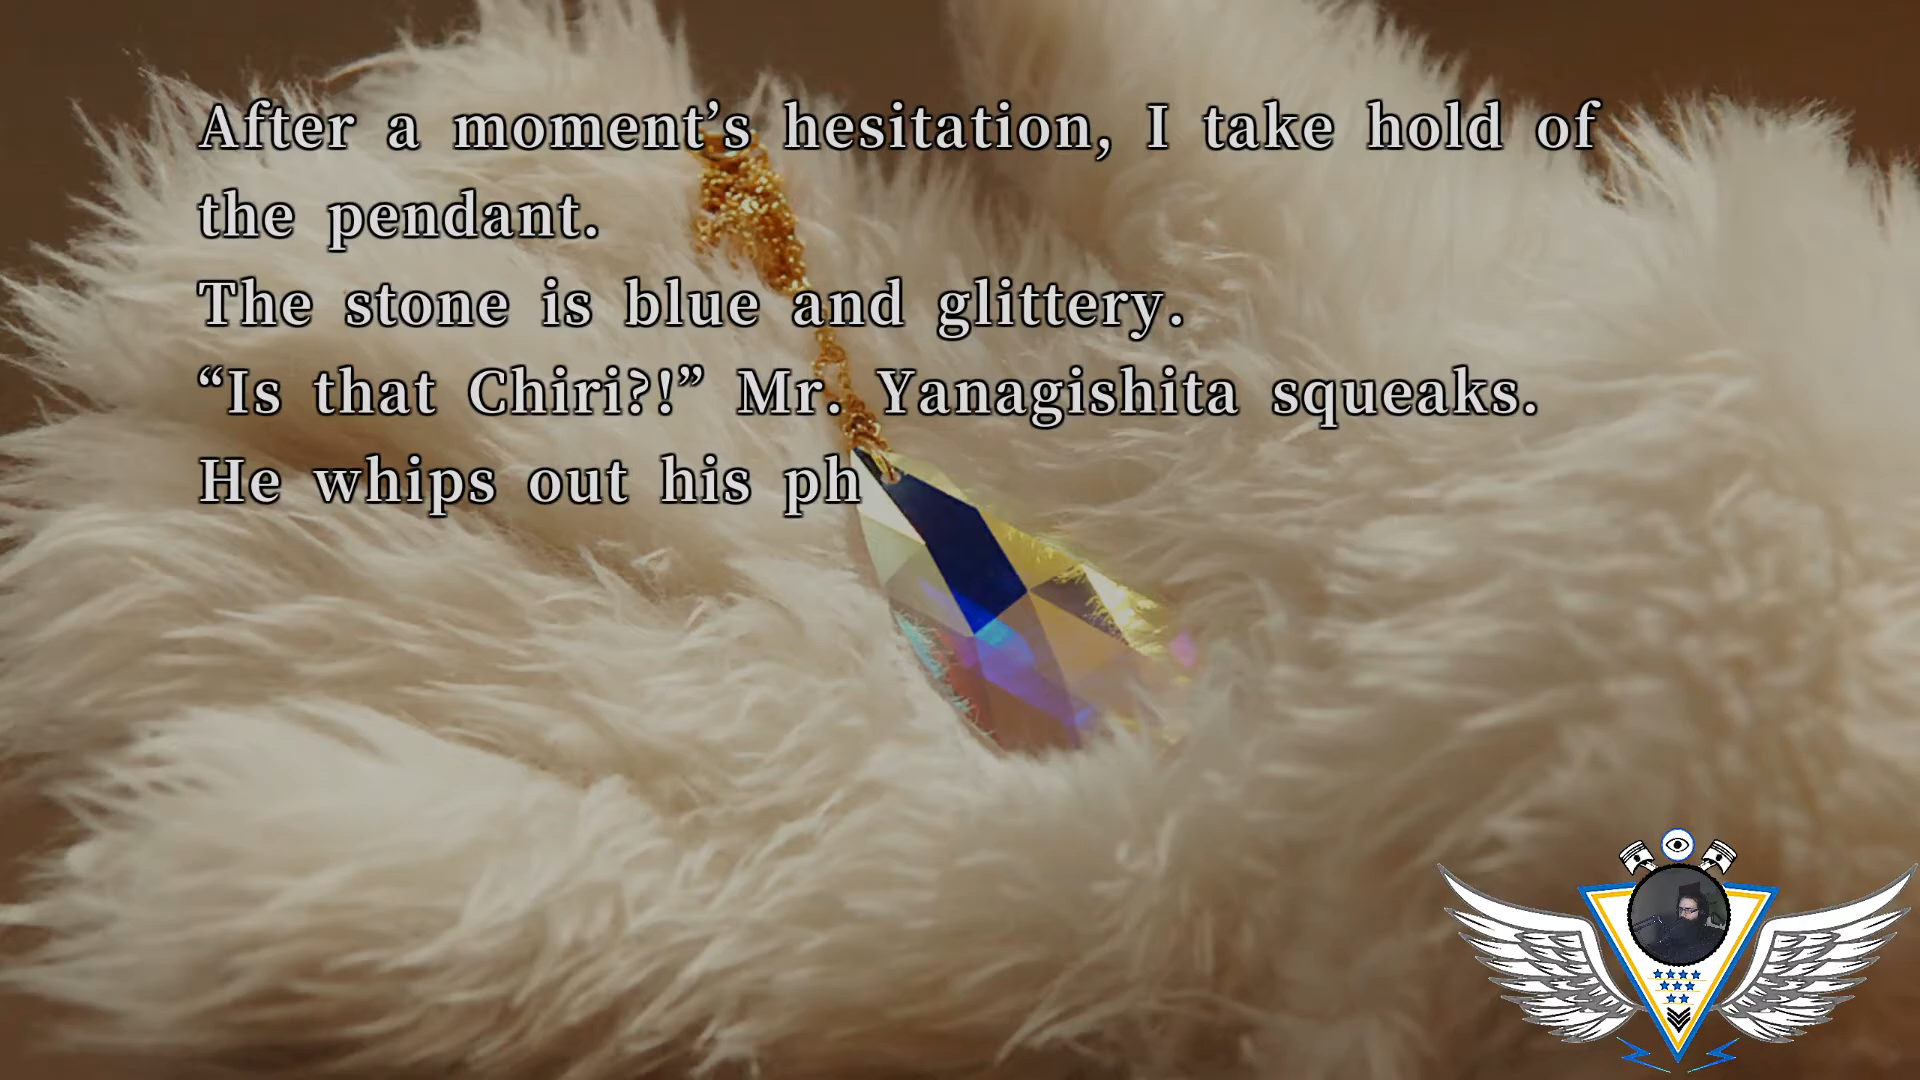 After a moment’s hesitation, I take hold of
the pendant.
The stone is blue and glittery.
“Is that Chiri?!” Mr. Yanagishita squeaks.
He whips out his ph